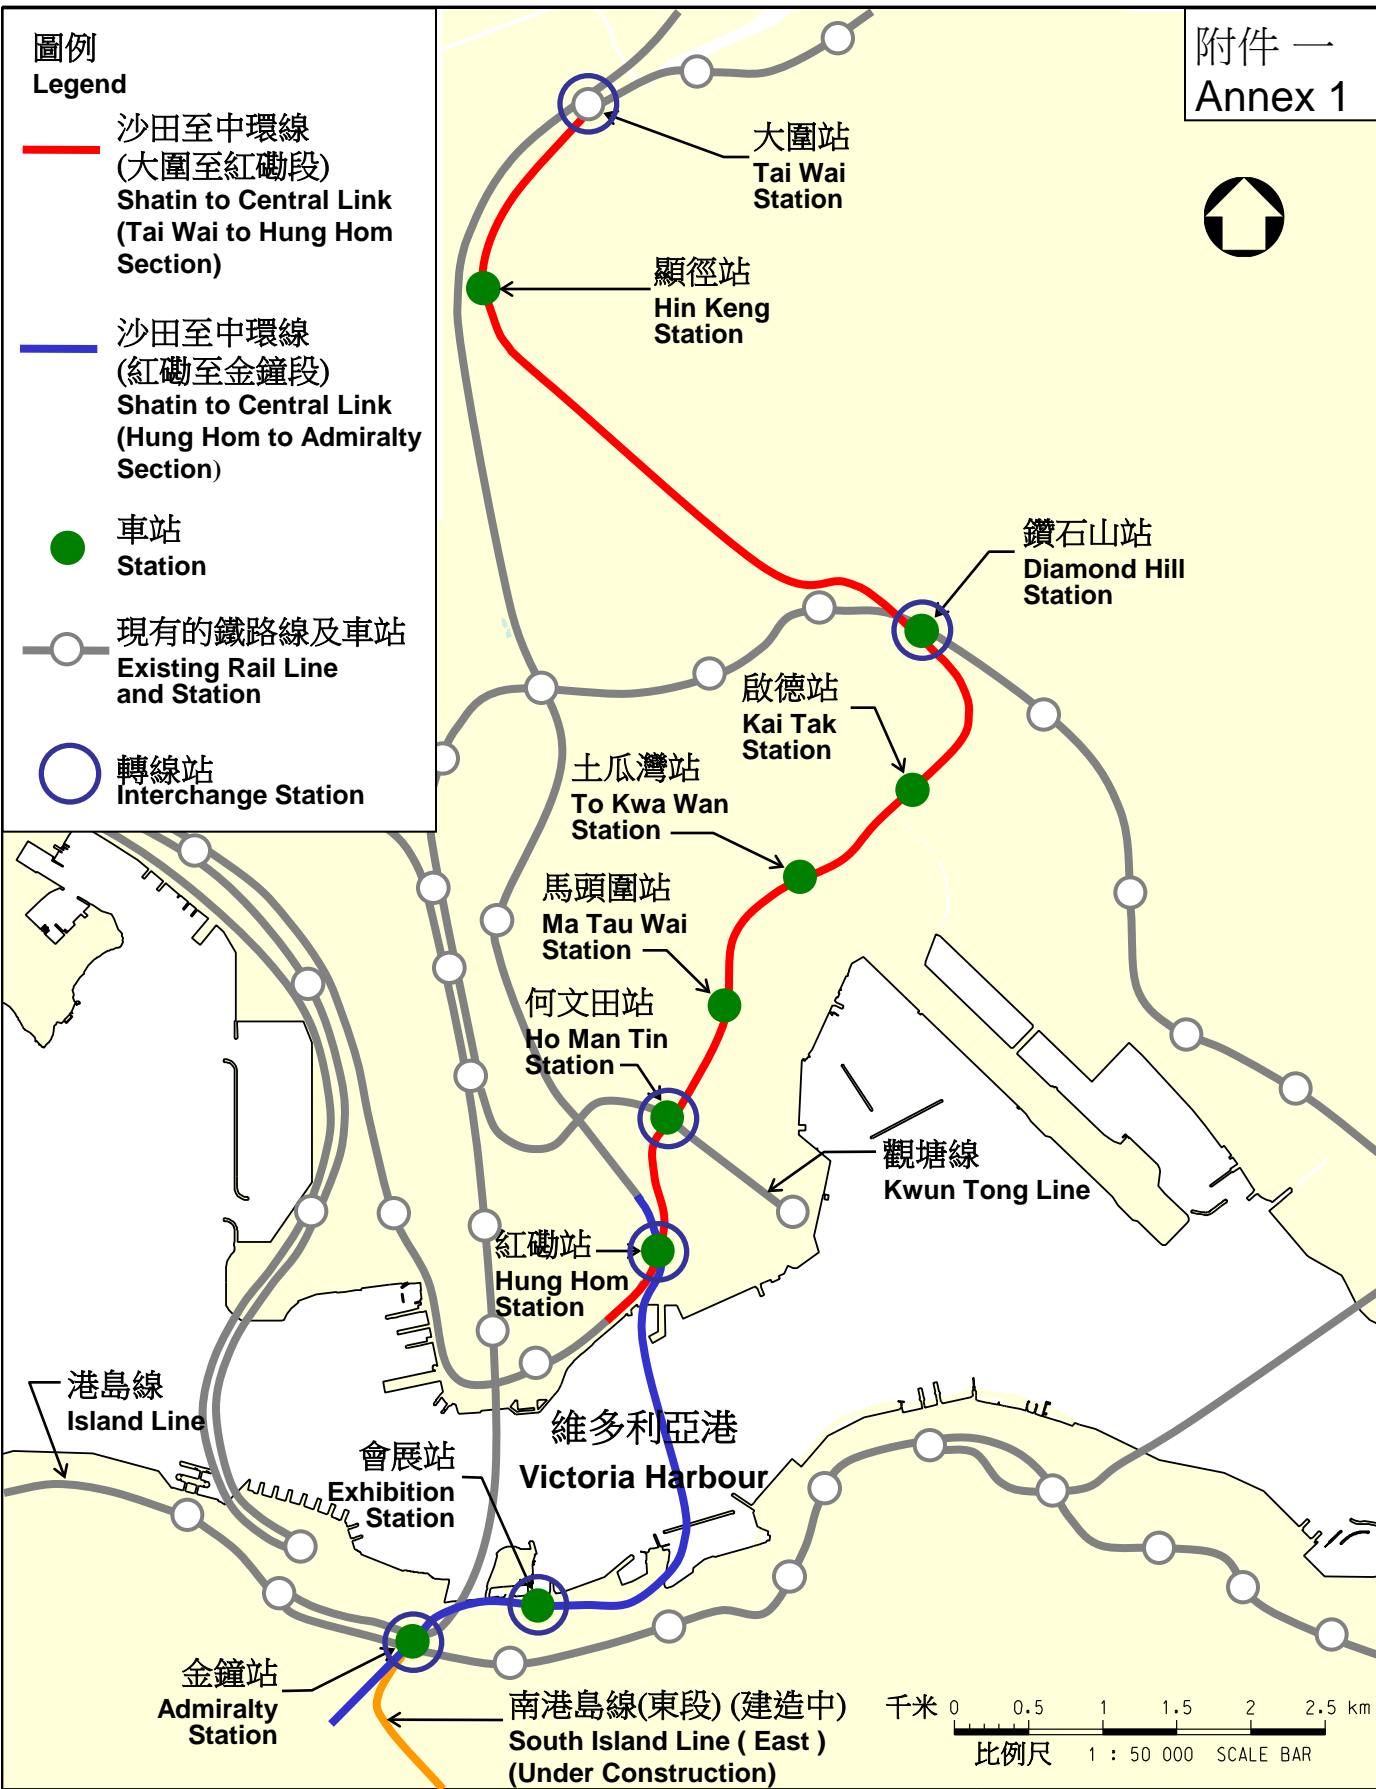 圖例
Legend
沙田至中環線
(大圍至紅磡段)
Shatin to Central Link
(Tai Wai to Hung Hom
Section)
沙田至中環線
(紅磡至金鐘段)
Shatin to Central Link
(Hung Hom to Admiralty
Section)
車站
Station
現有的鐵路線及車站
Existing Rail Line
and Station
轉線站
Interchange Station
附件 一
Annex 1
大圍站
Tai Wai
Station
顯徑站
Hin Keng
Station
鑽石山站
Diamond Hill
Station
啟德站
Kai Tak
Station
土瓜灣站
To Kwa Wan
Station
馬頭圍站
Ma Tau Wai
Station
何文田站
Ho Man Tin
Station
觀塘線
Kwun Tong Line
紅磡站
Hung Hom
Station
港島線
Island Line
維多利亞港
Victoria Harbour
會展站
Exhibition
Station
金鐘站
Admiralty
Station
南港島線(東段) (建造中)
South Island Line ( East )
(Under Construction)
千米 0 0.5 1 1.5 2 2.5 km
比例尺 1 : 50 000 SCALE BAR